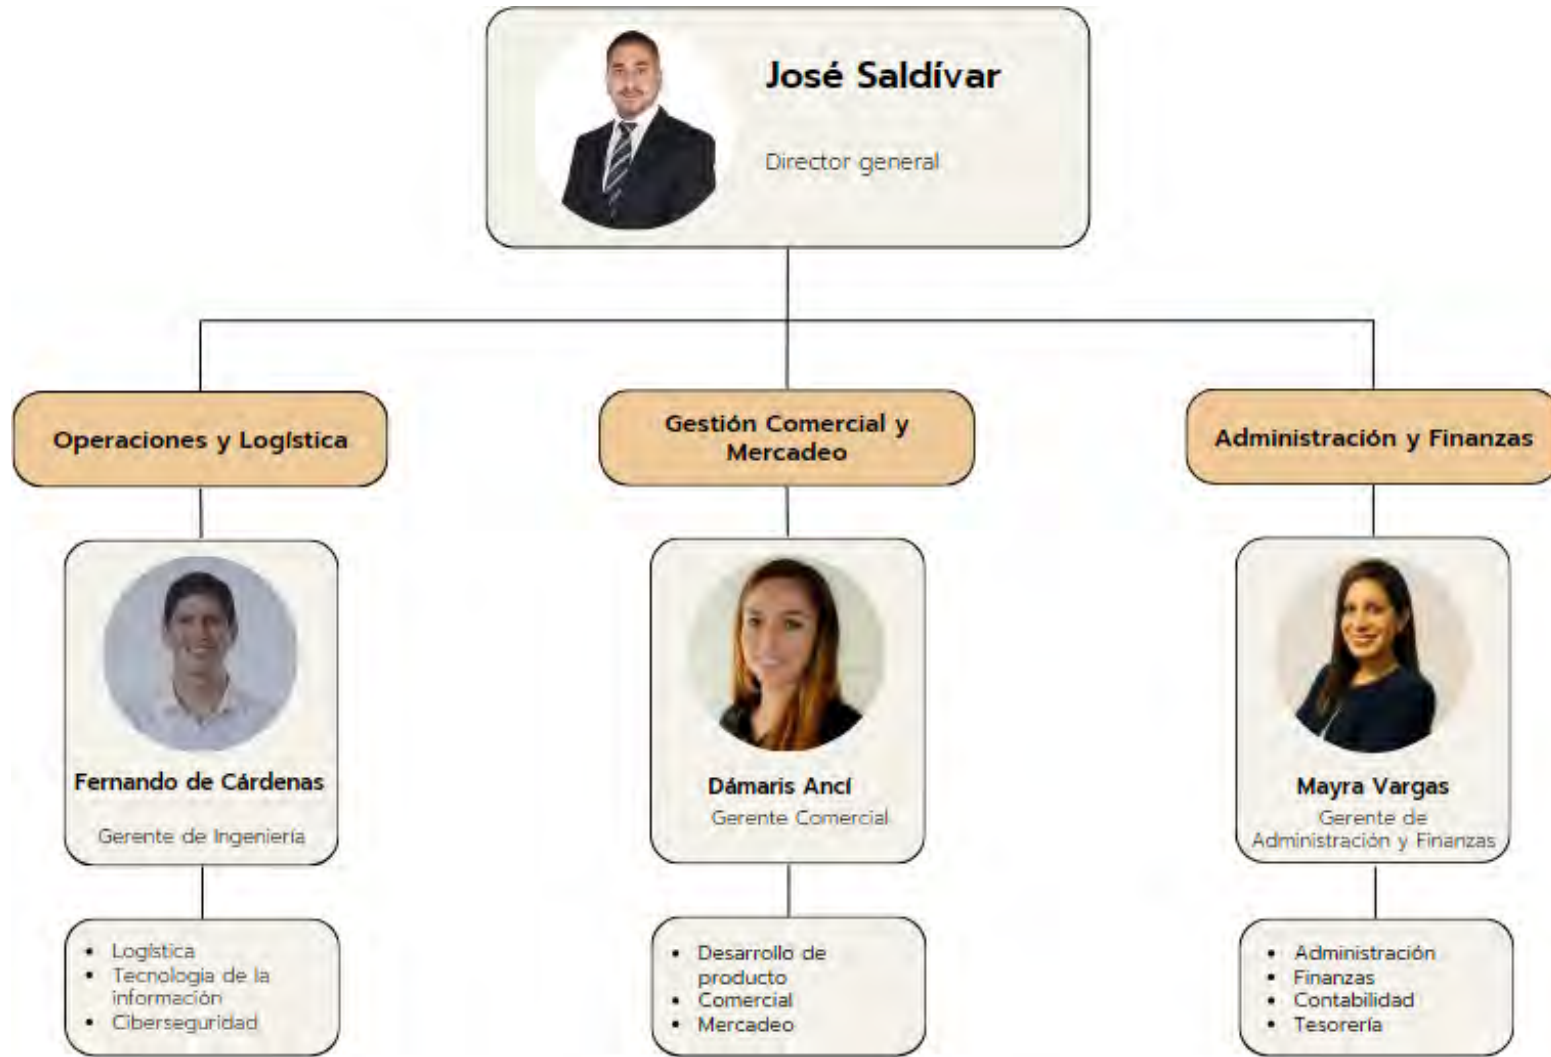 José Saldívar
Director general
Operaciones y Logística
Gestión Comercial y
Mercadeo
Administración y Finanzas
Fernando de Cárdenas
Gerente de Ingeniería
Dámaris Ancí
Gerente Comercial
Mayra Vargas
Gerente de
Administración y Finanzas
• Logística
• Tecnología de la
información
• Ciberseguridad
• Desarrollo de
producto
• Comercial
• Mercadeo
• Administración
• Finanzas
• Contabilidad
• Tesorería